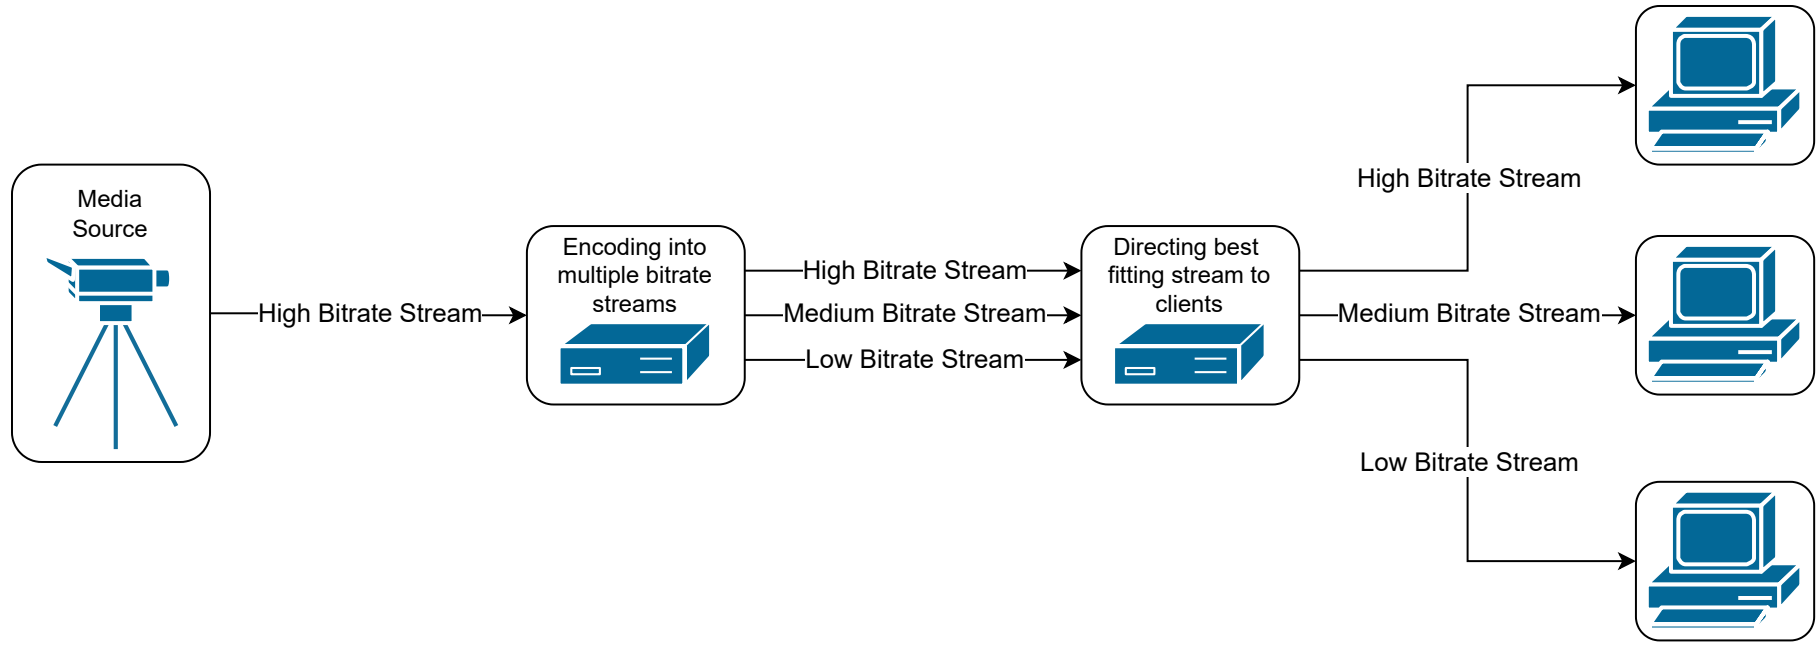 Media
Source
High Bitrate Stream
Encoding into
multiple bitrate
streams
High Bitrate Stream
Medium Bitrate Stream
Low Bitrate Stream
Directing best
fitting stream to
clients
High Bitrate Stream
Medium Bitrate Stream
Low Bitrate Stream